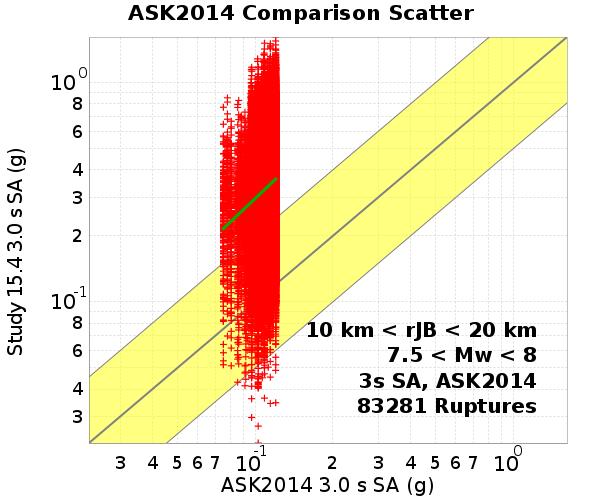 ASK2014 Comparison Scatter
Study 15.4 3.0 s SA (g)
10⁰
8
6
4
3
2
10⁻¹
8
6
4
3
10 km < rJB < 20 km
7.5 < Mw < 8
3s SA, ASK2014
83281 Ruptures
3 4 5 6 7 10⁻¹ 2 3 4 5 6 7 10⁰ 2
ASK2014 3.0 s SA (g)